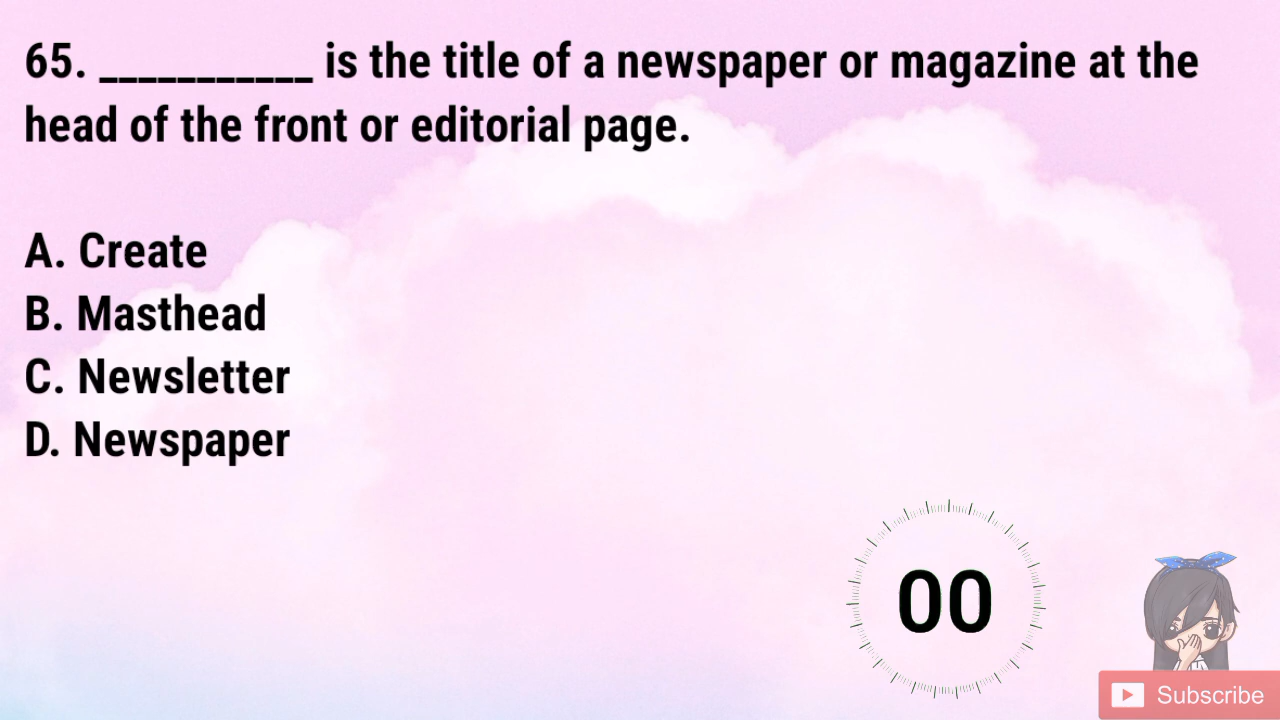 65. ___________ is the title of a newspaper or magazine at the
head of the front or editorial page.
A. Create
B. Masthead
C. Newsletter
D. Newspaper
00
Subscribe